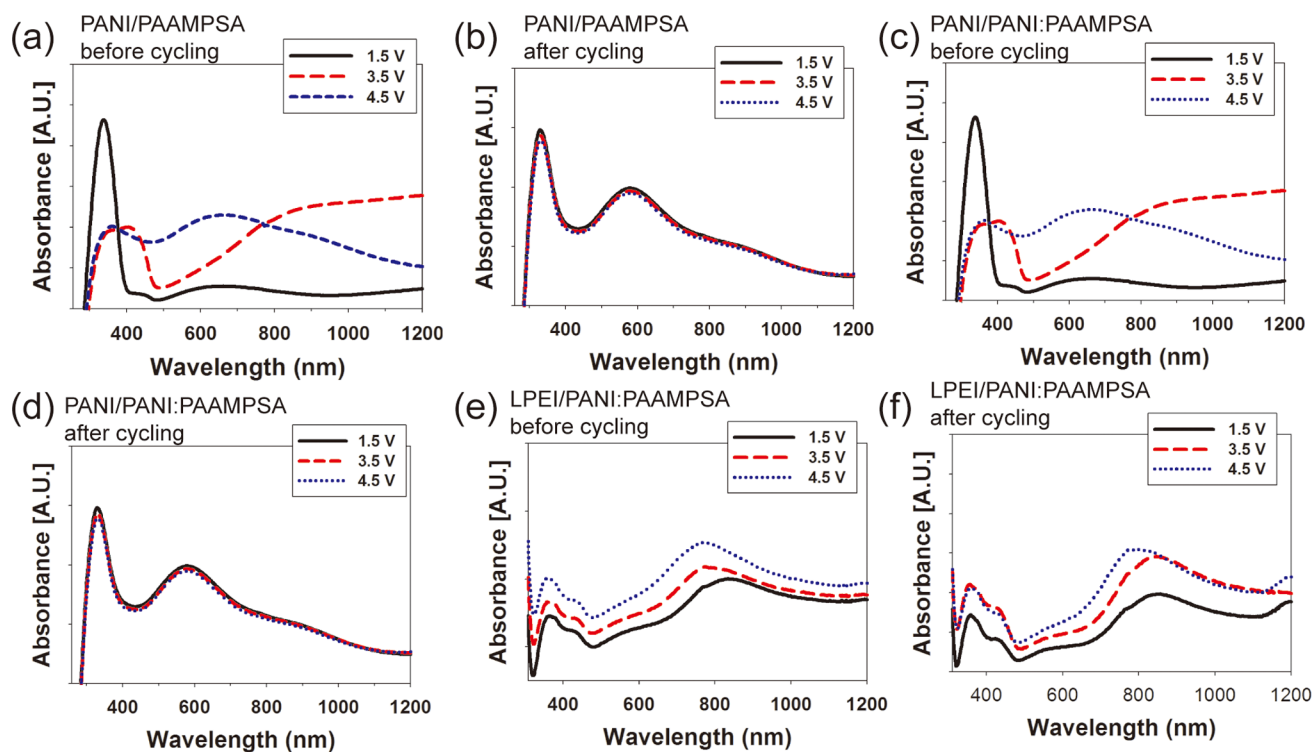 (a) PANI/PAAMPSA
before cycling
1.5 V
3.5 V
4.5 V
Absorbance [A.U.]
400 600 800 1000 1200
Wavelength (nm)
(b) PANI/PAAMPSA
after cycling
1.5 V
3.5 V
4.5 V
Absorbance [A.U.]
400 600 800 1000 1200
Wavelength (nm)
(c) PANI/PANI:PAAMPSA
before cycling
1.5 V
3.5 V
4.5 V
Absorbance [A.U.]
400 600 800 1000 1200
Wavelength (nm)
(d) PANI/PANI:PAAMPSA
after cycling
1.5 V
3.5 V
4.5 V
Absorbance [A.U.]
400 600 800 1000 1200
Wavelength (nm)
(e) LPEI/PANI:PAAMPSA
before cycling
1.5 V
3.5 V
4.5 V
Absorbance [A.U.]
400 600 800 1000 1200
Wavelength (nm)
(f) LPEI/PANI:PAAMPSA
after cycling
1.5 V
3.5 V
4.5 V
Absorbance [A.U.]
400 600 800 1000 1200
Wavelength (nm)